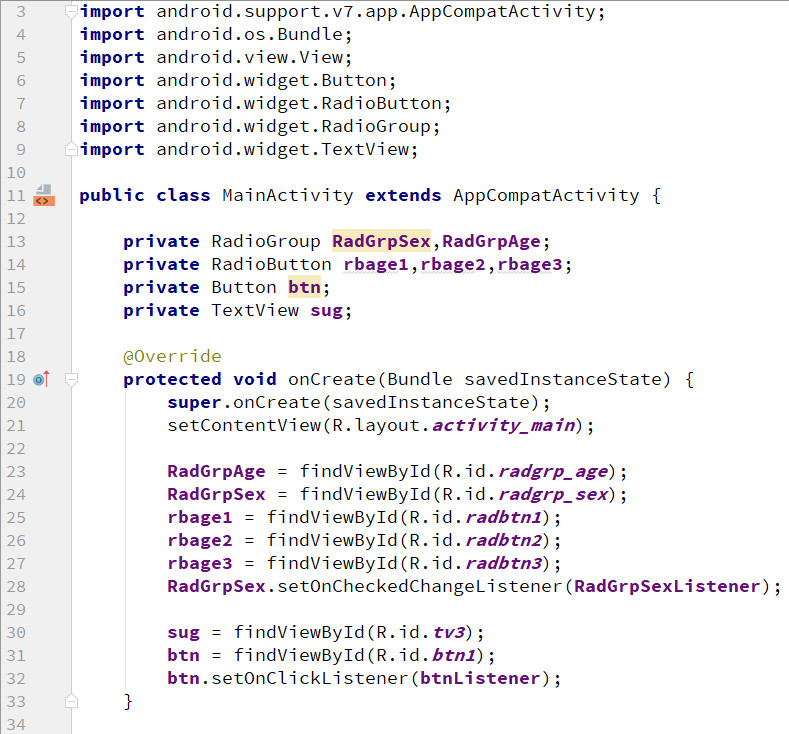 3 import android.support.v7.app.AppCompatActivity;
4 import android.os.Bundle;
5 import android.view.View;
6 import android.widget.Button;
7 import android.widget.RadioButton;
8 import android.widget.RadioGroup;
9 import android.widget.TextView;
10
11 public class MainActivity extends AppCompatActivity {
12
13     private RadioGroup RadGrpSex,RadGrpAge;
14     private RadioButton rbage1,rbage2,rbage3;
15     private Button btn;
16     private TextView sug;
17
18     @Override
19     protected void onCreate(Bundle savedInstanceState) {
20         super.onCreate(savedInstanceState);
21         setContentView(R.layout.activity_main);
22
23         RadGrpAge = findViewById(R.id.radgrp_age);
24         RadGrpSex = findViewById(R.id.radgrp_sex);
25         rbage1 = findViewById(R.id.radbtn1);
26         rbage2 = findViewById(R.id.radbtn2);
27         rbage3 = findViewById(R.id.radbtn3);
28         RadGrpSex.setOnCheckedChangeListener(RadGrpSexListener);
29
30         sug = findViewById(R.id.tv3);
31         btn = findViewById(R.id.btn1);
32         btn.setOnClickListener(btnListener);
33     }
34